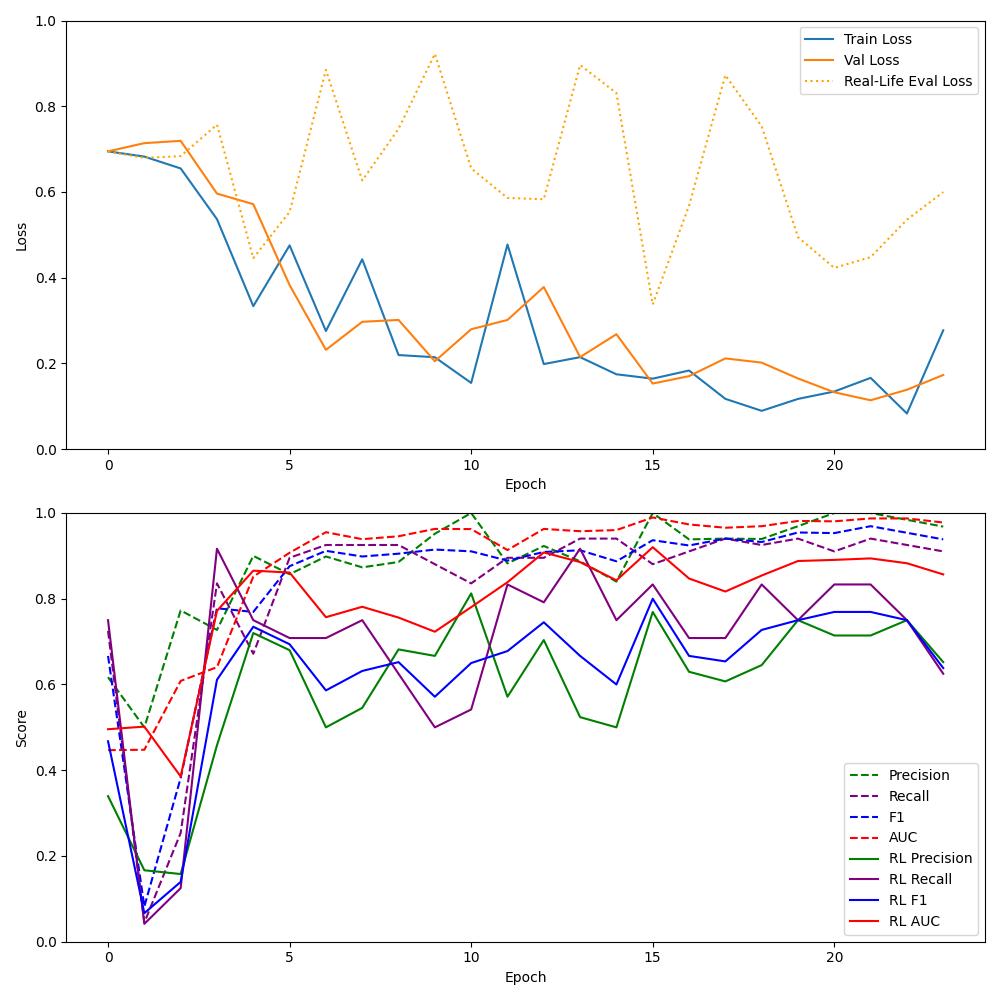 1.0
0.8
0.6
0.4
0.2
0.0
Loss
Train Loss
Val Loss
Real-Life Eval Loss
0 5 10 15 20
Epoch
1.0
0.8
0.6
0.4
0.2
0.0
Score
Precision
Recall
F1
AUC
RL Precision
RL Recall
RL F1
RL AUC
0 5 10 15 20
Epoch